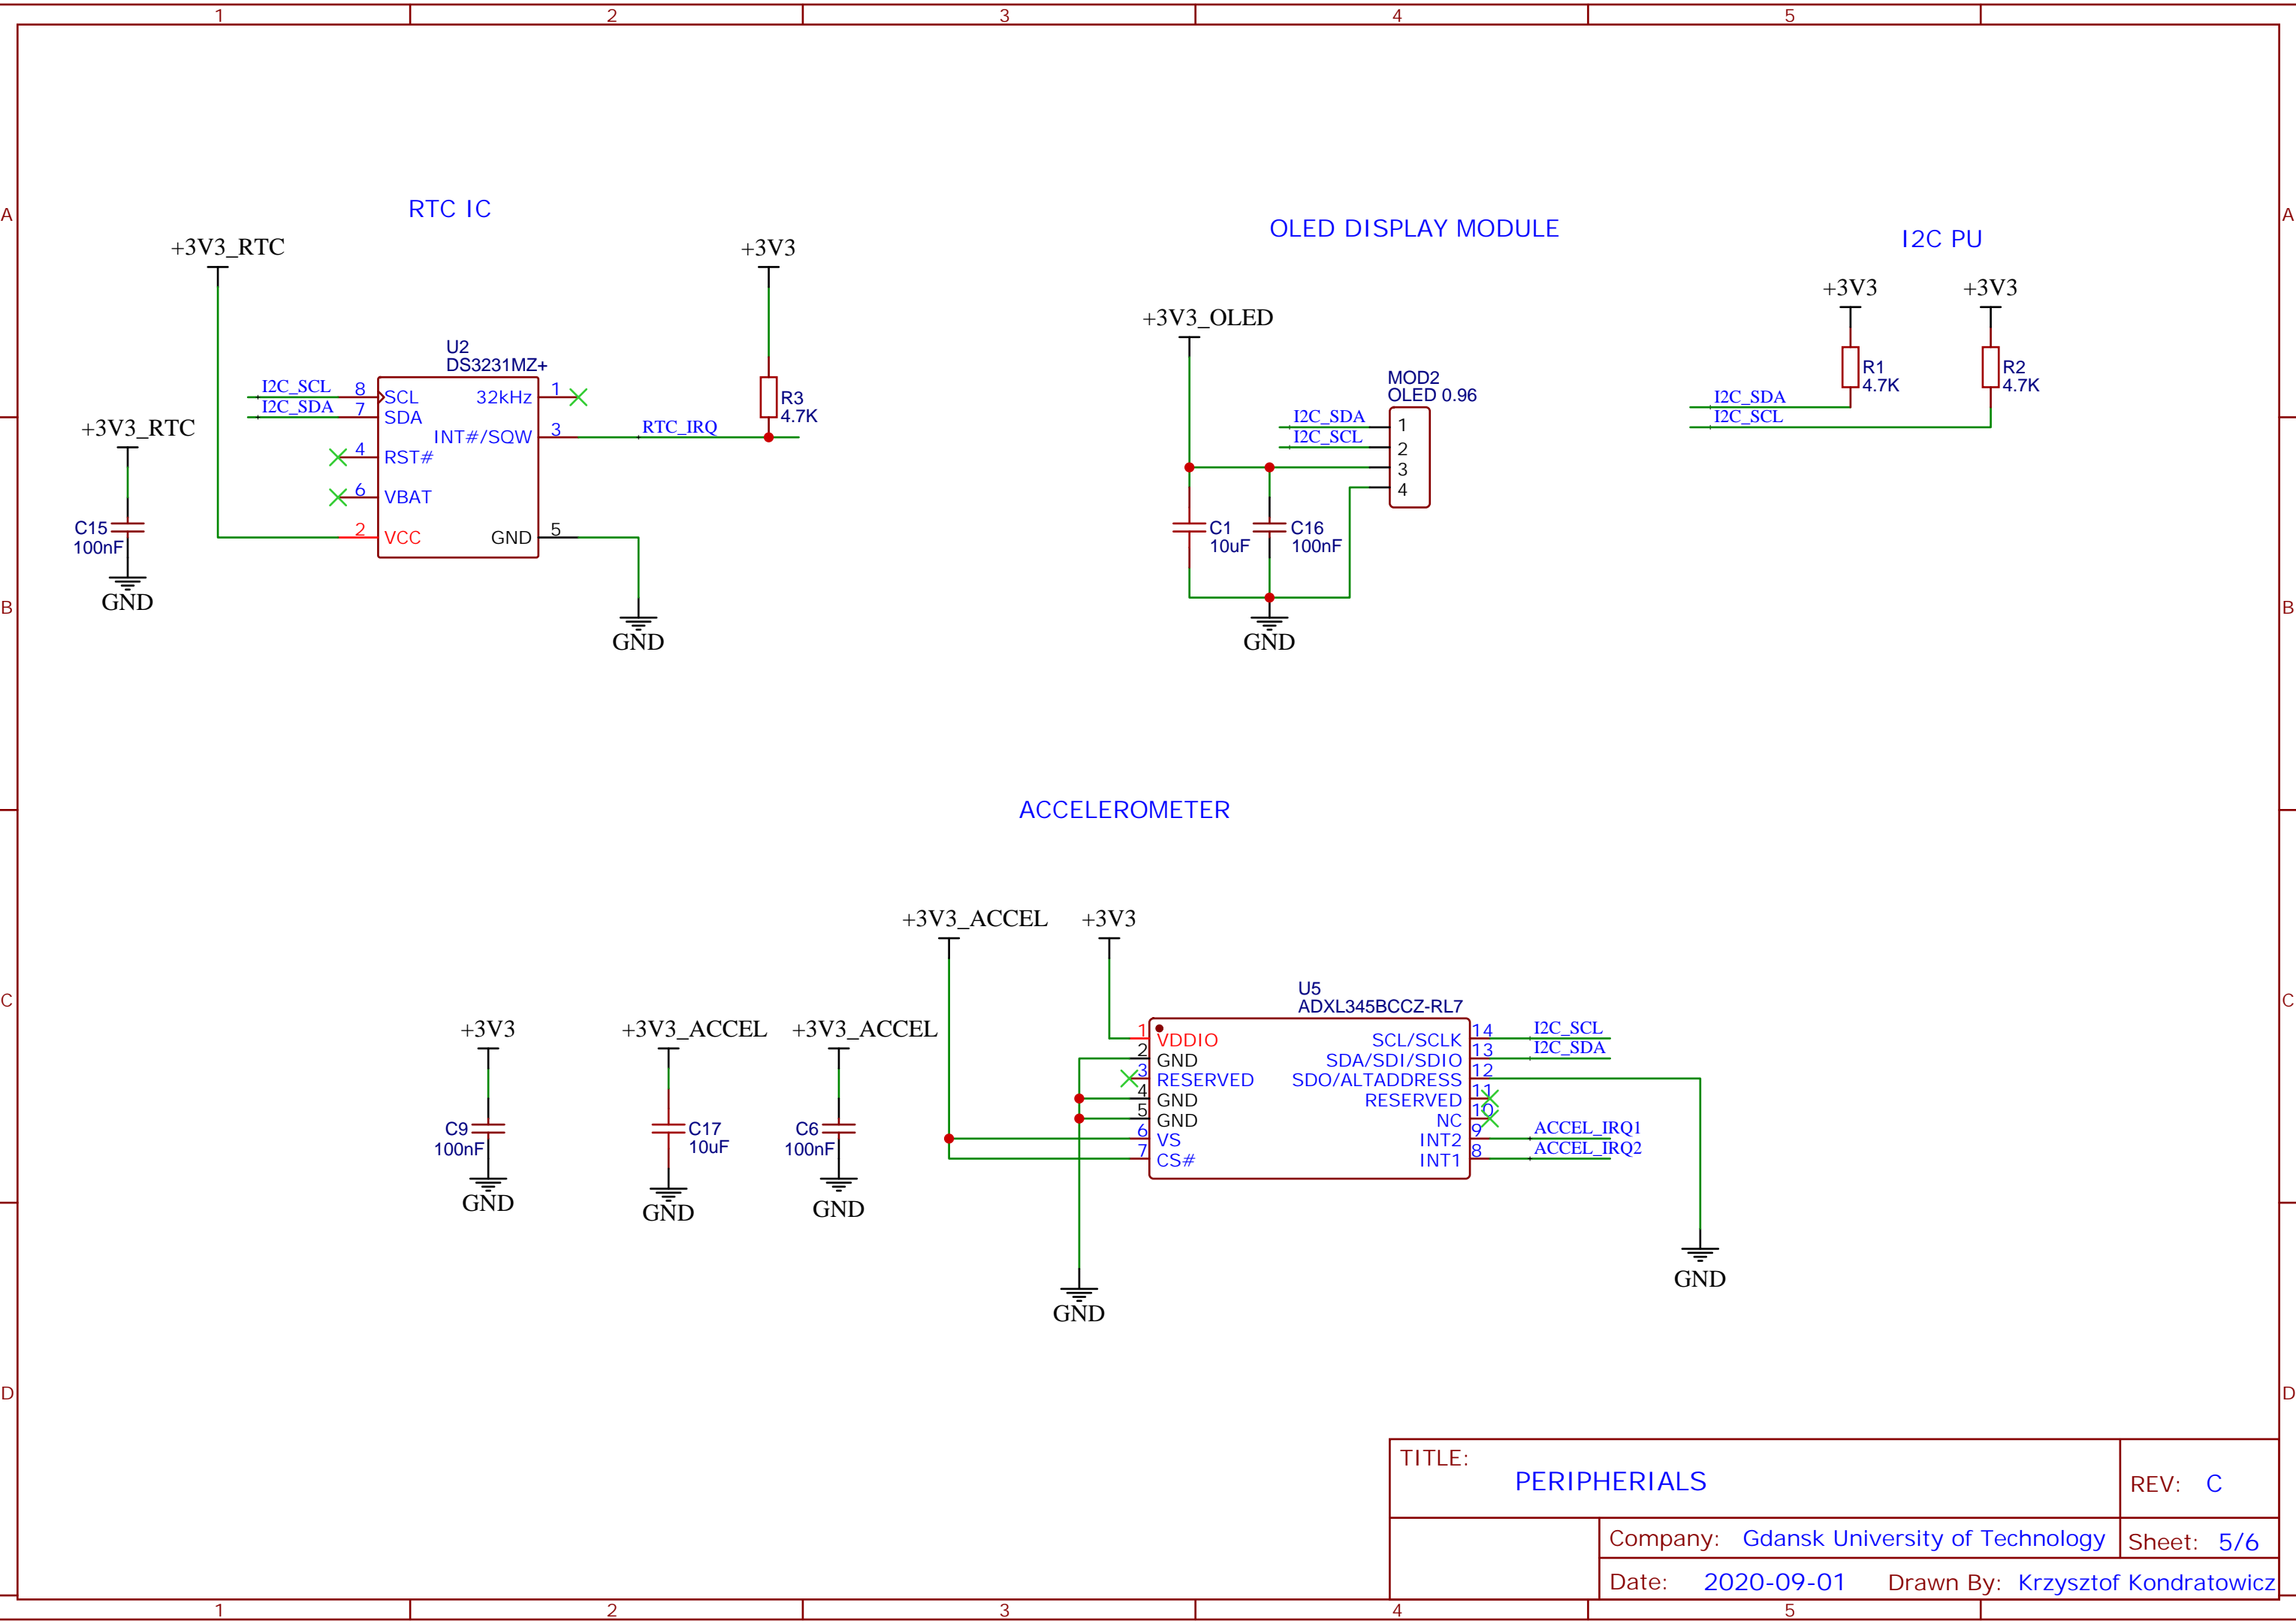 1 2 3 4 5
A A
B B
C C
D D
RTC IC
+3V3_RTC
+3V3
U2
DS3231MZ+
I2C_SCL
8
SCL
I2C_SDA
7
SDA
4
RST#
6
VBAT
2
VCC
32kHz
1
INT#/SQW
3
RTC_IRQ
GND
5
R3
4.7K
GND
+3V3_RTC
C15
100nF
GND
OLED DISPLAY MODULE
+3V3_OLED
MOD2
OLED 0.96
I2C_SDA
1
I2C_SCL
2
3
4
C1
10uF
C16
100nF
GND
I2C PU
+3V3
+3V3
R1
4.7K
R2
4.7K
I2C_SDA
I2C_SCL
ACCELEROMETER
+3V3_ACCEL
+3V3
U5
ADXL345BCCZ-RL7
1 VDDIO
2 GND
3 RESERVED
4 GND
5 GND
6 VS
7 CS#
SCL/SCLK 14 I2C_SCL
SDA/SDI/SDIO 13 I2C_SDA
SDO/ALTADDRESS 12
RESERVED 11
NC 10
INT2 9 ACCEL_IRQ1
INT1 8 ACCEL_IRQ2
GND
GND
+3V3
C9
100nF
GND
+3V3_ACCEL
C17
10uF
GND
+3V3_ACCEL
C6
100nF
GND
TITLE:
PERIPHERIALS
REV: C
Company: Gdansk University of Technology
Sheet: 5/6
Date: 2020-09-01
Drawn By: Krzysztof Kondratowicz
1 2 3 4 5